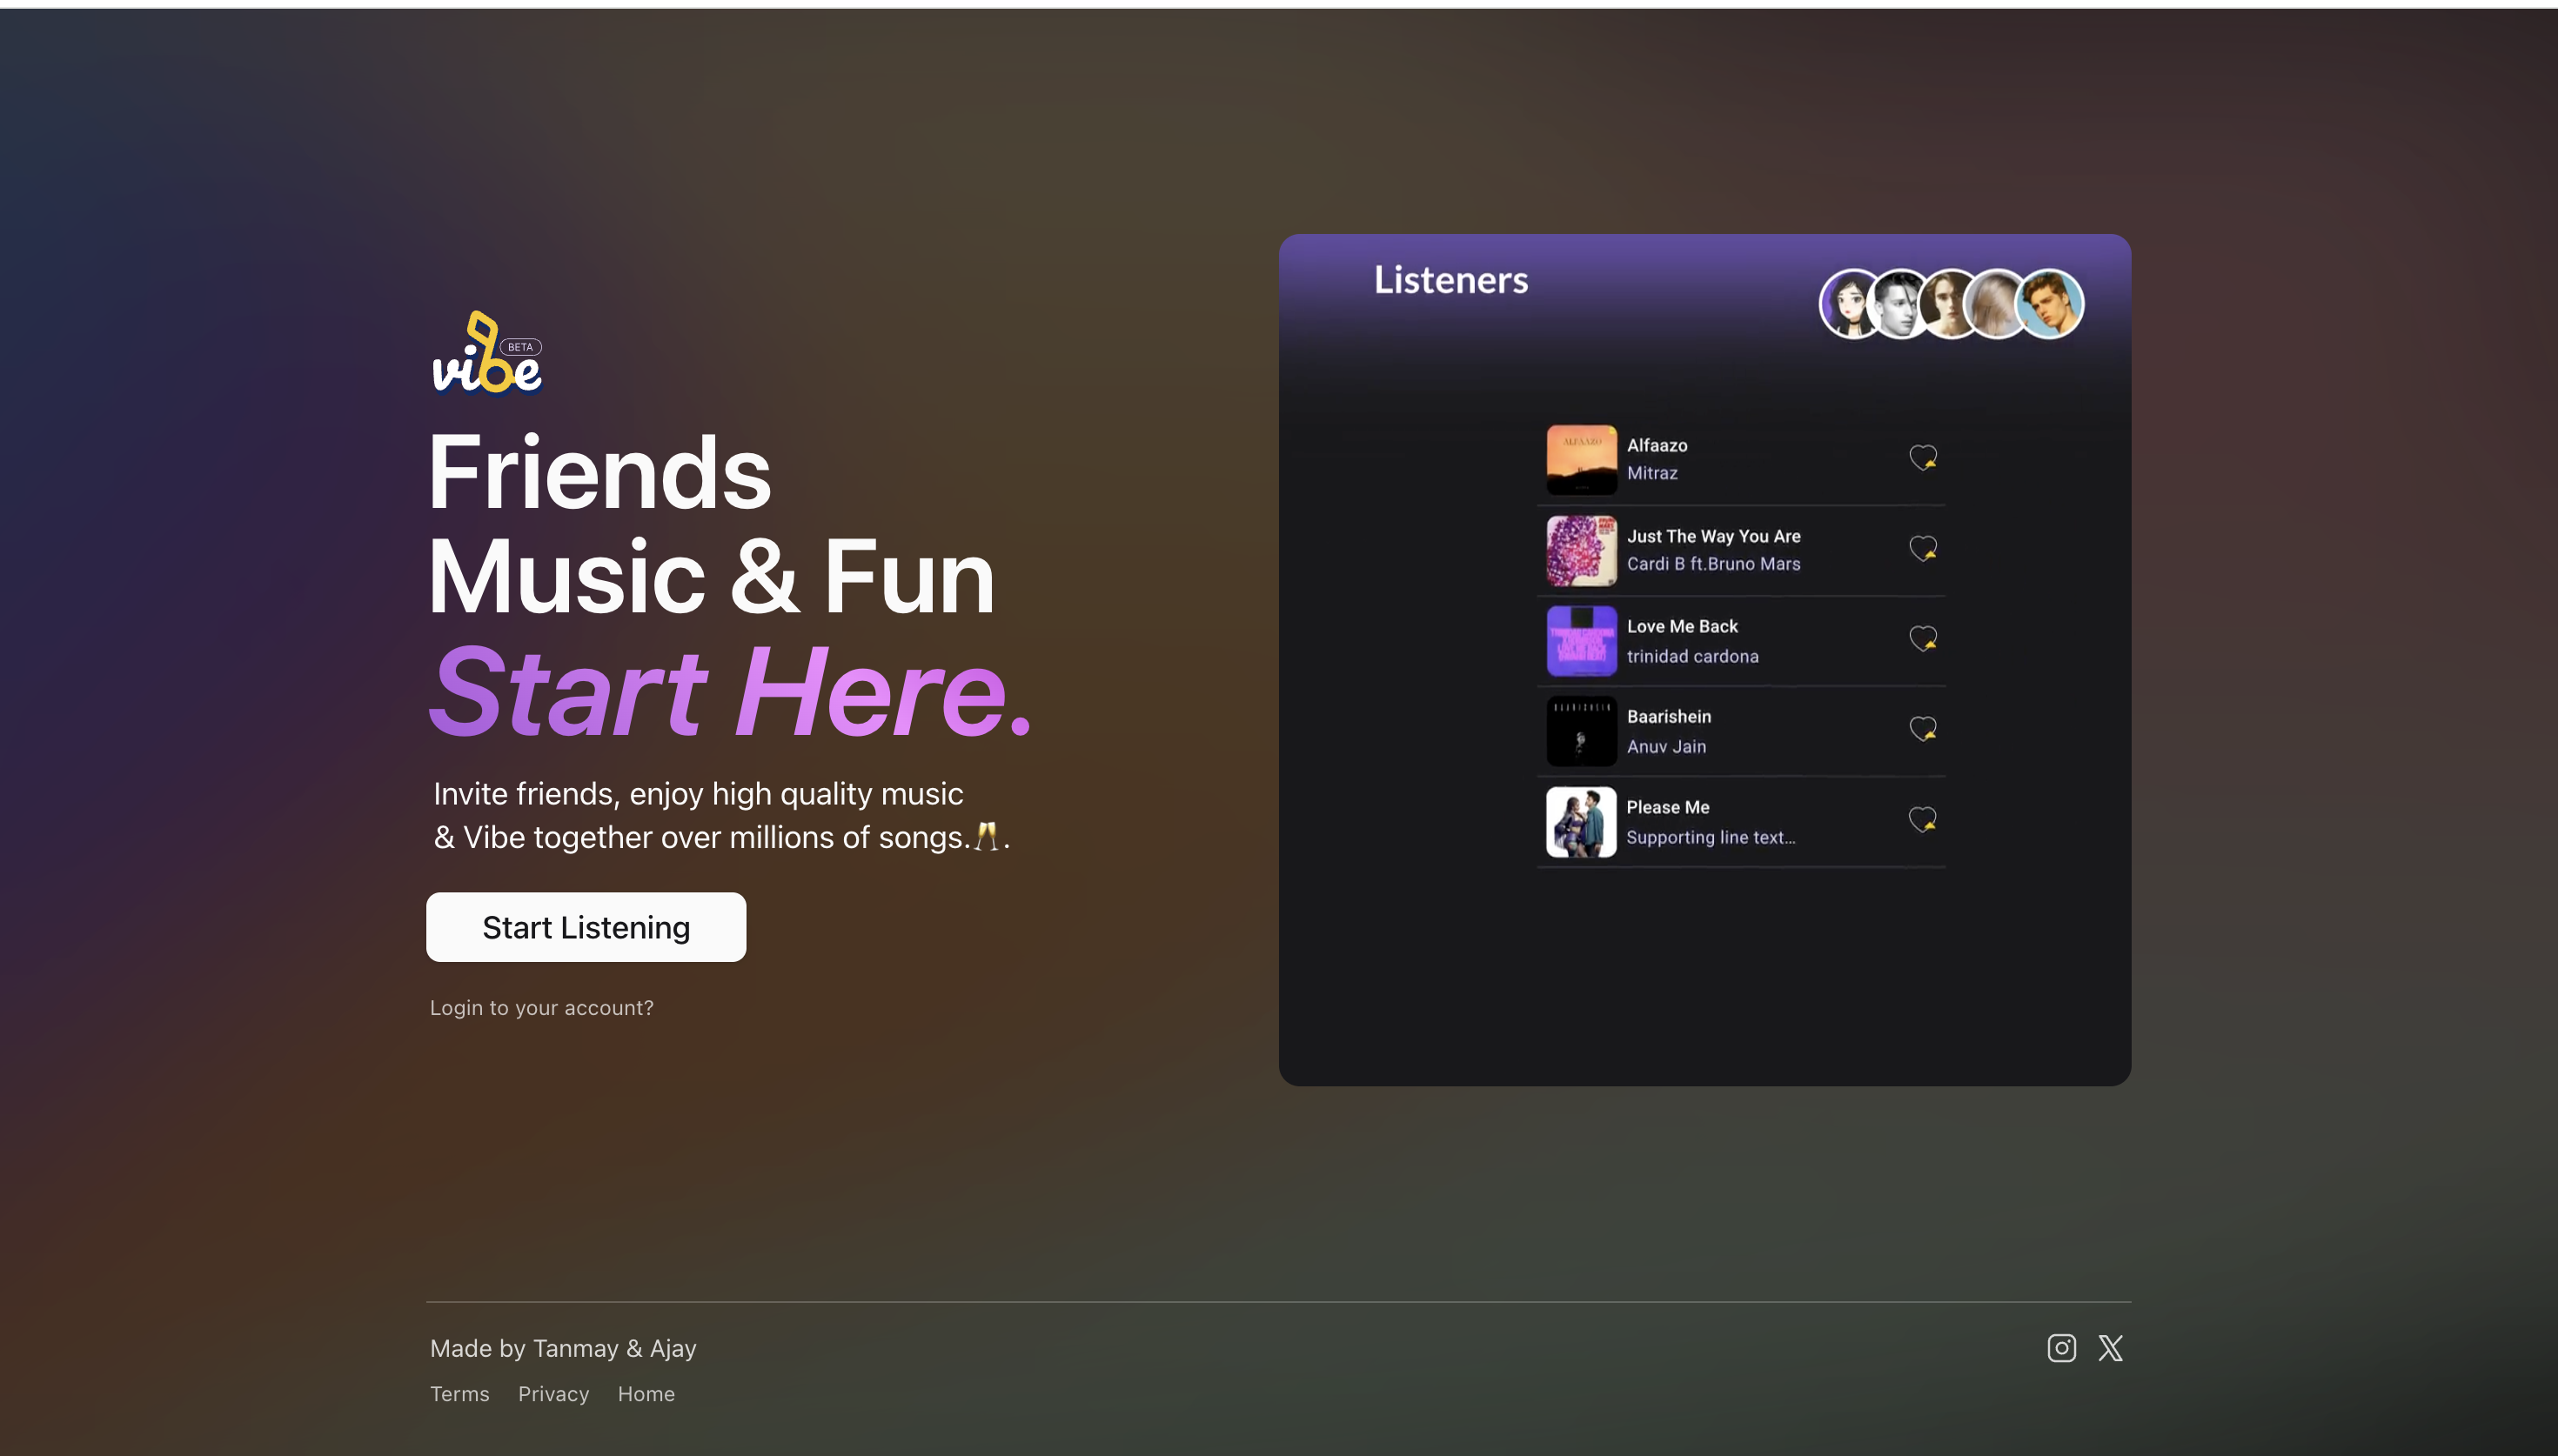 vibe
BETA
Friends
Music & Fun
Start Here.
Invite friends, enjoy high quality music
& Vibe together over millions of songs.🥂.
Start Listening
Login to your account?
Listeners
ALFAAZO
Alfaazo
Mitraz
Just The Way You Are
Cardi B ft.Bruno Mars
Love Me Back
trinidad cardona
BAARISHEIN
Baarishein
Anuv Jain
Please Me
Supporting line text...
Made by Tanmay & Ajay
Terms Privacy Home